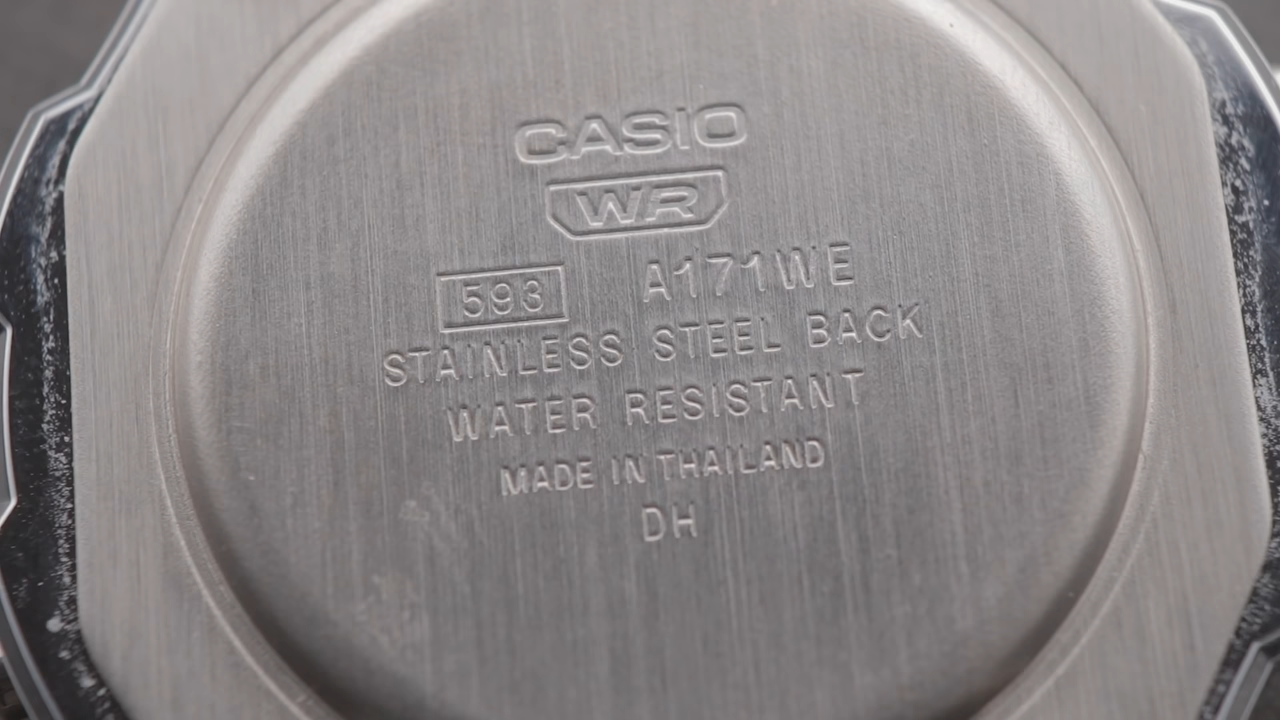 CASIO
WR
593 A171WE
STAINLESS STEEL BACK
WATER RESISTANT
MADE IN THAILAND
DH